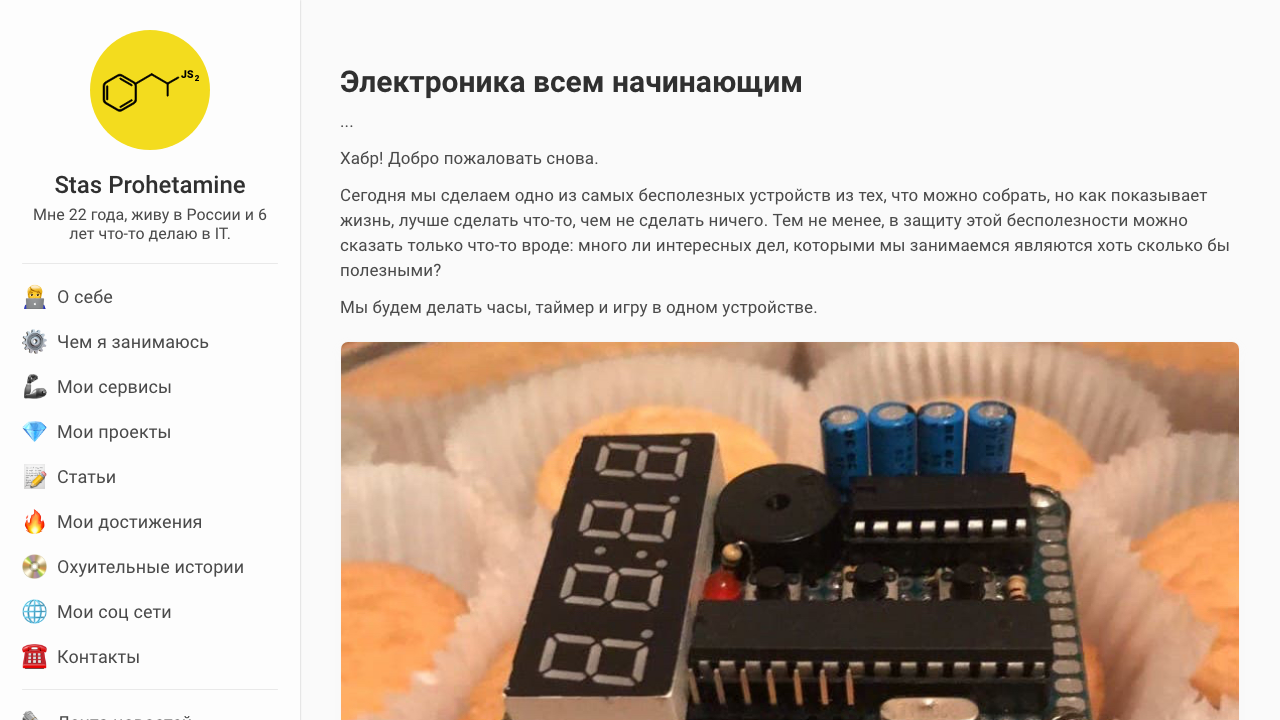 JS2
Stas Prohetamine
Мне 22 года, живу в России и 6
лет что-то делаю в IT.
О себе
Чем я занимаюсь
Мои сервисы
Мои проекты
Статьи
Мои достижения
Охуительные истории
Мои соц сети
Контакты
Лента новостей
Электроника всем начинающим
...
Хабр! Добро пожаловать снова.
Сегодня мы сделаем одно из самых бесполезных устройств из тех, что можно собрать, но как показывает
жизнь, лучше сделать что-то, чем не сделать ничего. Тем не менее, в защиту этой бесполезности можно
сказать только что-то вроде: много ли интересных дел, которыми мы занимаемся являются хоть сколько бы
полезными?
Мы будем делать часы, таймер и игру в одном устройстве.